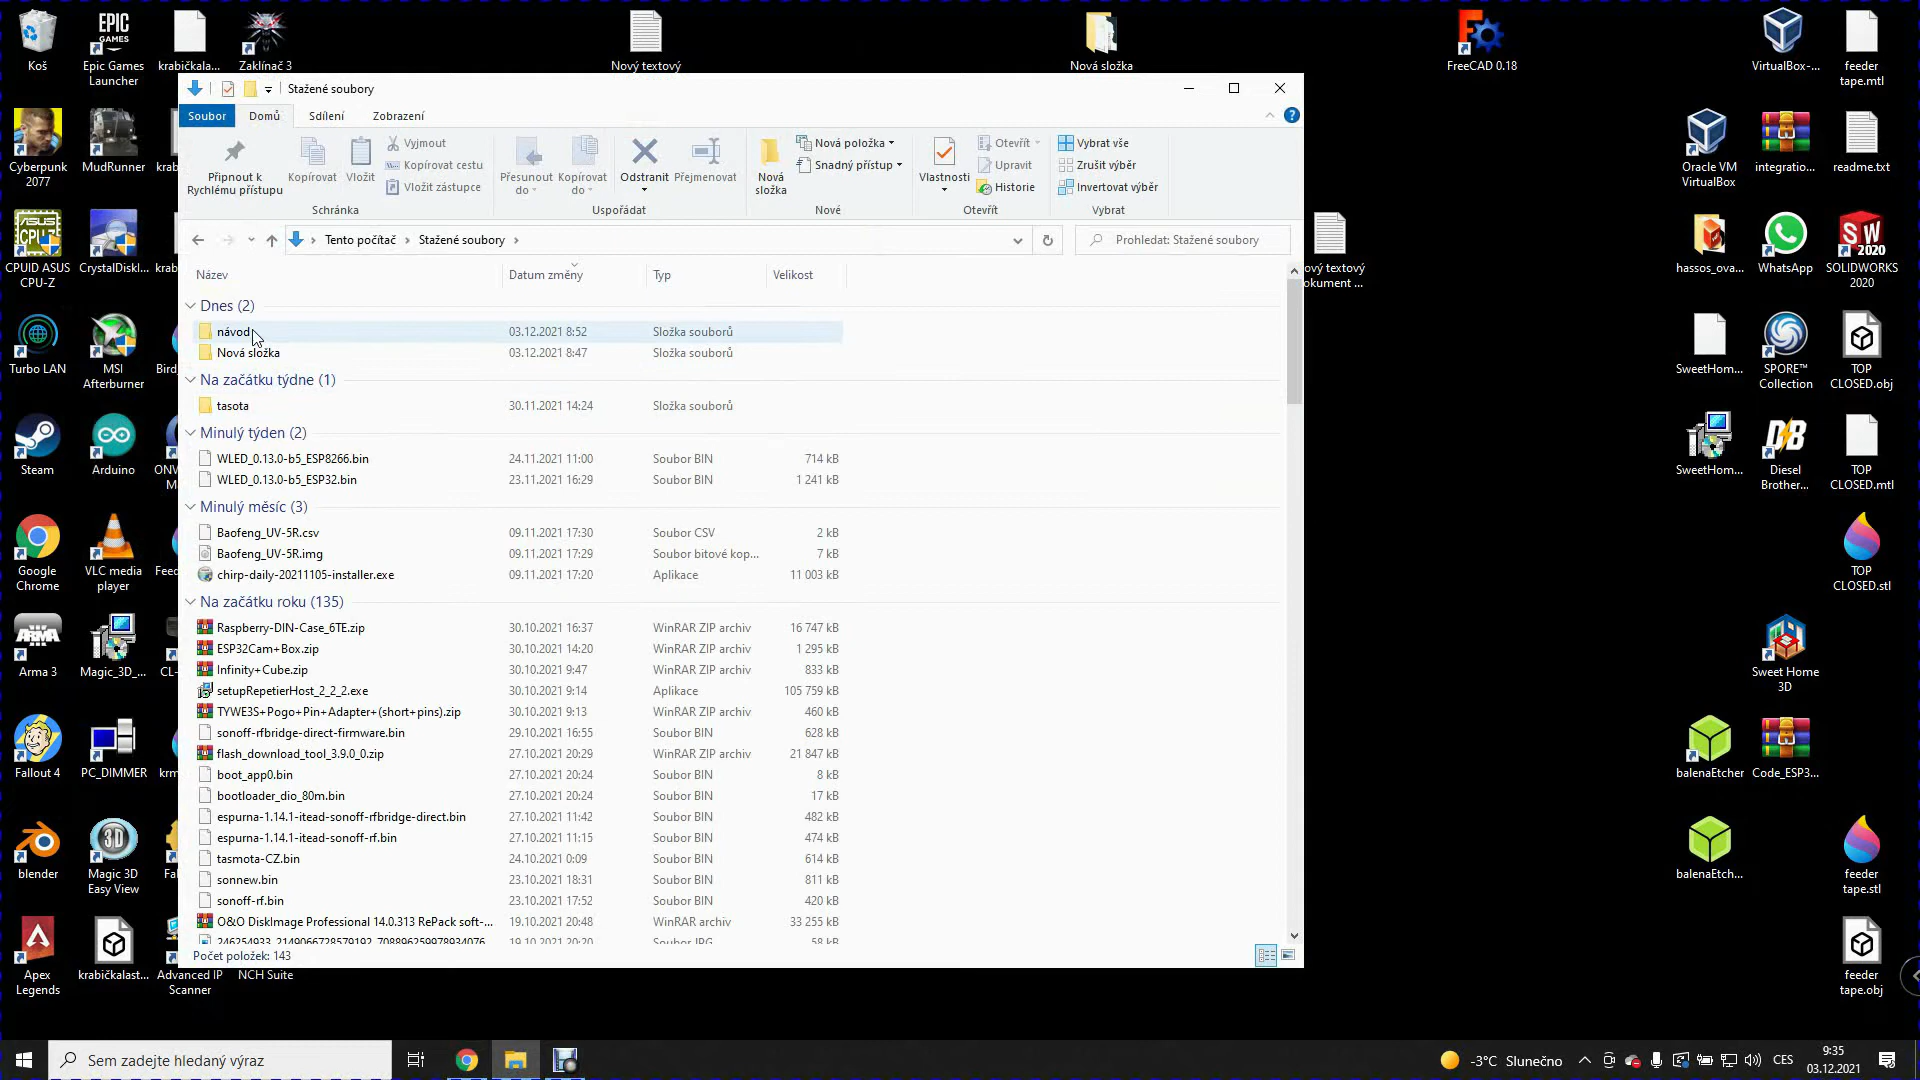 Koš
Epic Games
Launcher
krabičkala...
Zaklínač 3
Nový textový
Nová složka
FreeCAD 0.18
VirtualBox-...
feeder
tape.mtl
Stažené soubory
Soubor
Domů
Sdílení
Zobrazení
Připnout k
Rychlému přístupu
Kopírovat
Vložit
Vyjmout
Kopírovat cestu
Vložit zástupce
Schránka
Přesunout
do
Kopírovat
do
Odstranit
Přejmenovat
Uspořádat
Nová
složka
Nová položka
Snadný přístup
Nové
Vlastnosti
Otevřít
Upravit
Historie
Otevřít
Vybrat vše
Zrušit výběr
Invertovat výběr
Vybrat
Tento počítač
Stažené soubory
Prohledat: Stažené soubory
Název
Datum změny
Typ
Velikost
Dnes (2)
návod 03.12.2021 8:52 Složka souborů
Nová složka 03.12.2021 8:47 Složka souborů
Na začátku týdne (1)
tasota 30.11.2021 14:24 Složka souborů
Minulý týden (2)
WLED_0.13.0-b5_ESP8266.bin 24.11.2021 11:00 Soubor BIN 714 kB
WLED_0.13.0-b5_ESP32.bin 23.11.2021 16:29 Soubor BIN 1 241 kB
Minulý měsíc (3)
Baofeng_UV-5R.csv 09.11.2021 17:30 Soubor CSV 2 kB
Baofeng_UV-5R.img 09.11.2021 17:29 Soubor bitové kop... 7 kB
chirp-daily-20211105-installer.exe 09.11.2021 17:20 Aplikace 11 003 kB
Na začátku roku (135)
Raspberry-DIN-Case_6TE.zip 30.10.2021 16:37 WinRAR ZIP archiv 16 747 kB
ESP32Cam+Box.zip 30.10.2021 14:20 WinRAR ZIP archiv 1 295 kB
Infinity+Cube.zip 30.10.2021 9:47 WinRAR ZIP archiv 833 kB
setupRepetierHost_2_2_2.exe 30.10.2021 9:14 Aplikace 105 759 kB
TYWE3S+Pogo+Pin+Adapter+(short+pins).zip 30.10.2021 9:13 WinRAR ZIP archiv 460 kB
sonoff-rfbridge-direct-firmware.bin 29.10.2021 16:55 Soubor BIN 628 kB
flash_download_tool_3.9.0_0.zip 27.10.2021 20:29 WinRAR ZIP archiv 21 847 kB
boot_app0.bin 27.10.2021 20:24 Soubor BIN 8 kB
bootloader_dio_80m.bin 27.10.2021 20:24 Soubor BIN 17 kB
espurna-1.14.1-itead-sonoff-rfbridge-direct.bin 27.10.2021 11:42 Soubor BIN 482 kB
espurna-1.14.1-itead-sonoff-rf.bin 27.10.2021 11:15 Soubor BIN 474 kB
tasmota-CZ.bin 24.10.2021 0:09 Soubor BIN 614 kB
sonnew.bin 23.10.2021 18:31 Soubor BIN 811 kB
sonoff-rf.bin 23.10.2021 17:52 Soubor BIN 420 kB
O&O DiskImage Professional 14.0.313 RePack soft-... 19.10.2021 20:48 WinRAR archiv 33 255 kB
Počet položek: 143
Cyberpunk
2077
MudRunner
krab
CPUID ASUS
CPU-Z
CrystalDiskI...
krab
Turbo LAN
MSI
Afterburner
Bird
Steam
Arduino
ONV
M
Google
Chrome
VLC media
player
Feed
Arma 3
Magic_3D_...
CL-
Fallout 4
PC_DIMMER
krm
blender
Magic 3D
Easy View
Fal
Apex
Legends
krabičkalast...
Advanced IP
Scanner
NCH Suite
Oracle VM
VirtualBox
integratio...
readme.txt
ový textový
okument ...
hassos_ova...
WhatsApp
SOLIDWORKS
2020
SweetHom...
SPORE™
Collection
TOP
CLOSED.obj
SweetHom...
Diesel
Brother...
TOP
CLOSED.mtl
TOP
CLOSED.stl
Sweet Home
3D
balenaEtcher
Code_ESP3...
balenaEtch...
feeder
tape.stl
feeder
tape.obj
Sem zadejte hledaný výraz
-3°C Slunečno
CES
9:35
03.12.2021